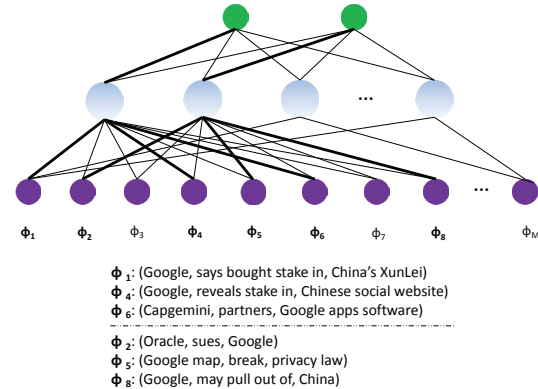 ...
...
ϕ1 ϕ2 ϕ3 ϕ4 ϕ5 ϕ6 ϕ7 ϕ8 ϕM
ϕ 1: (Google, says bought stake in, China's XunLei)
ϕ 4: (Google, reveals stake in, Chinese social website)
ϕ 6: (Capgemini, partners, Google apps software)
ϕ 2: (Oracle, sues, Google)
ϕ 5: (Google map, break, privacy law)
ϕ 8: (Google, may pull out of, China)